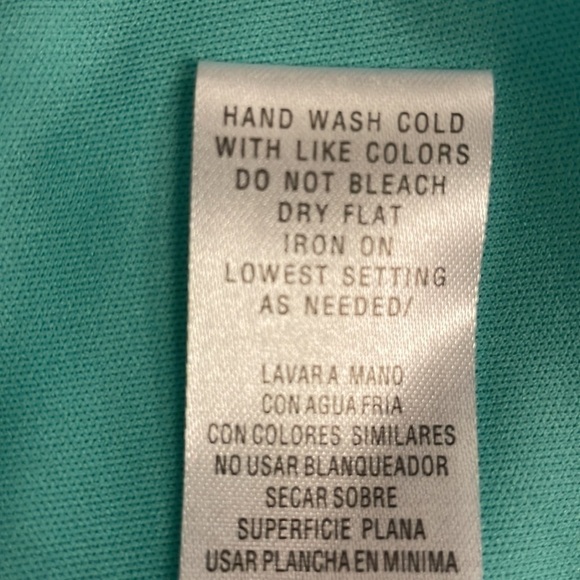 HAND WASH COLD
WITH LIKE COLORS
DO NOT BLEACH
DRY FLAT
IRON ON
LOWEST SETTING
AS NEEDED/
LAVAR A MANO
CON AGUA FRIA
CON COLORES SIMILARES
NO USAR BLANQUEADOR
SECAR SOBRE
SUPERFICIE PLANA
USAR PLANCHA EN MINIMA